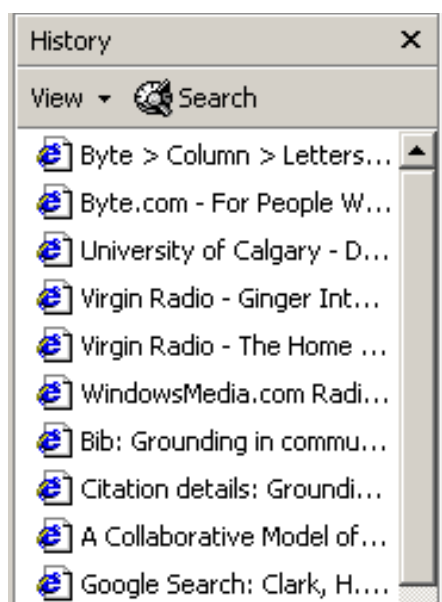 History
View Search
Byte > Column > Letters...
Byte.com - For People W...
University of Calgary - D...
Virgin Radio - Ginger Int...
Virgin Radio - The Home ...
WindowsMedia.com Radi...
Bib: Grounding in commu...
Citation details: Groundi...
A Collaborative Model of...
Google Search: Clark, H....